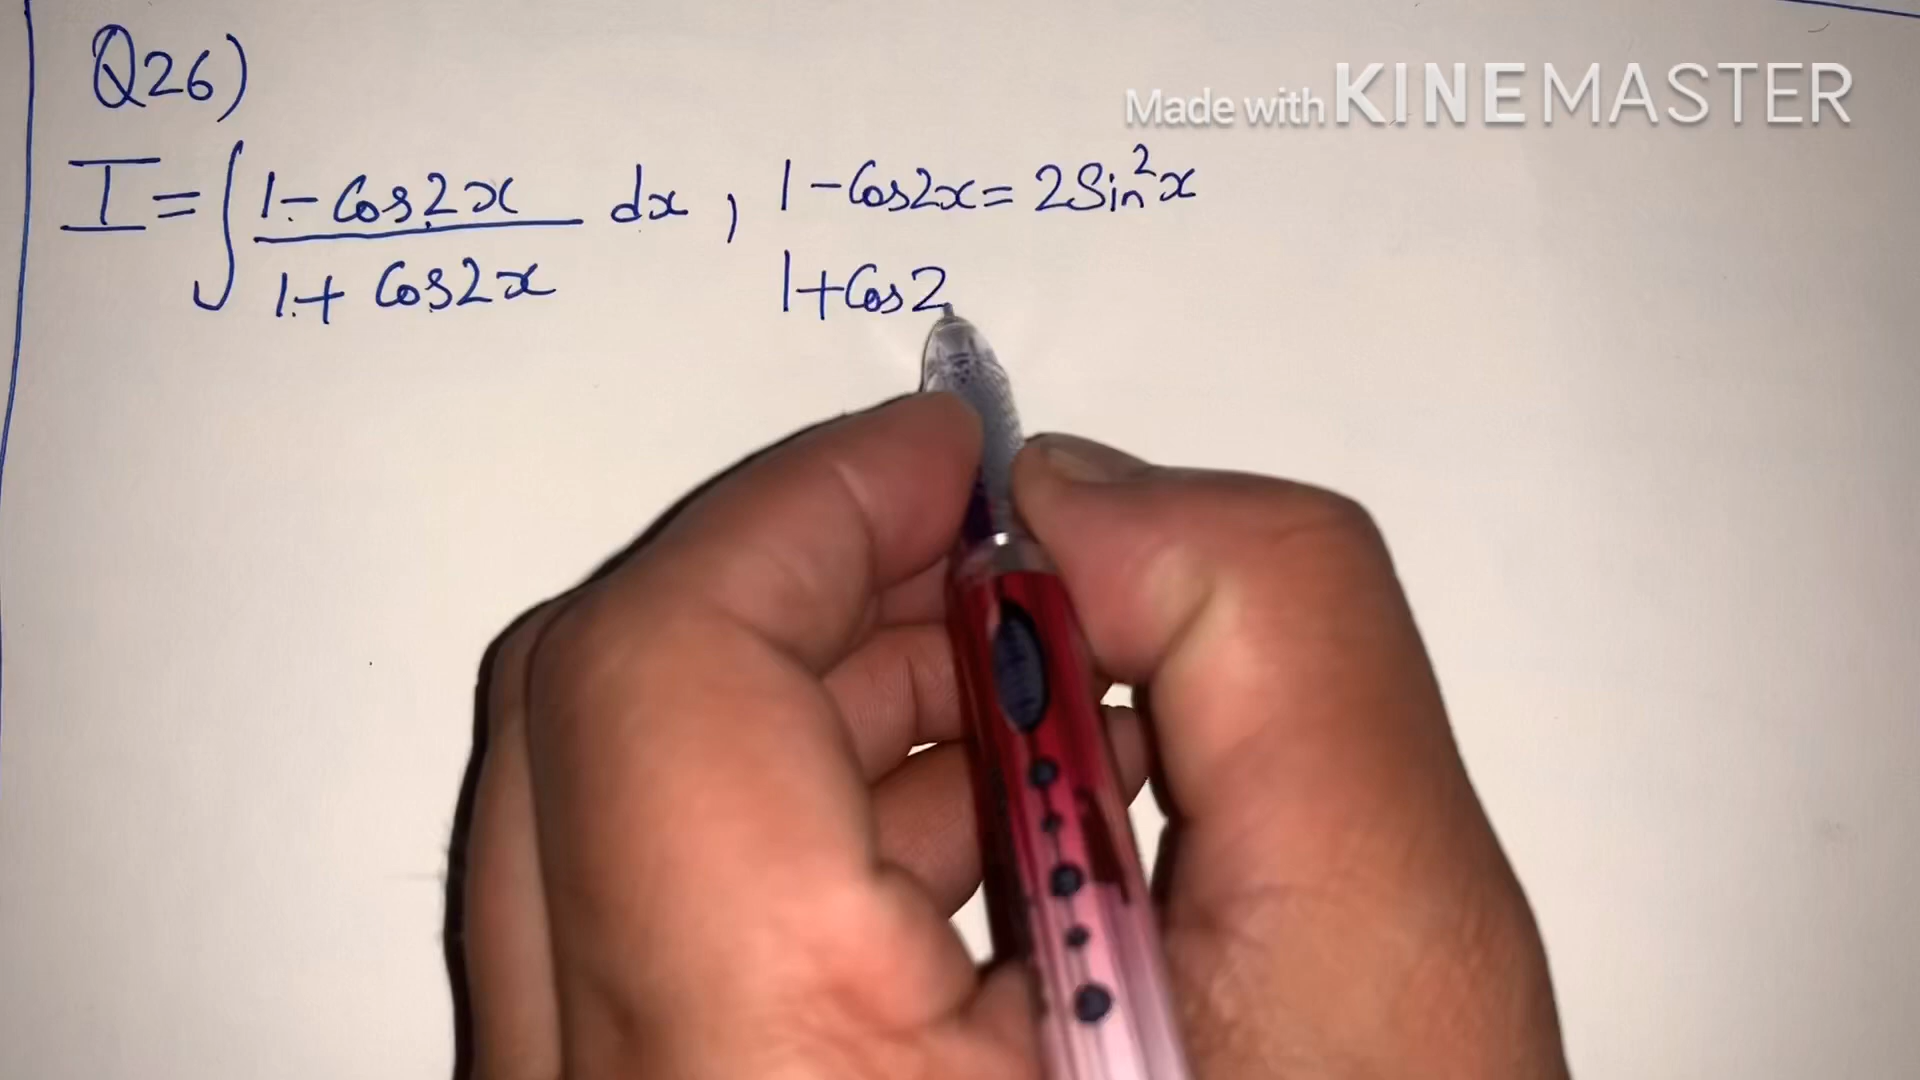 Q26)
Made with KINEMASTER
I = ∫ (1 - Cos2x)/(1 + Cos2x) dx , 1 - Cos2x = 2Sin²x
1+Cos2